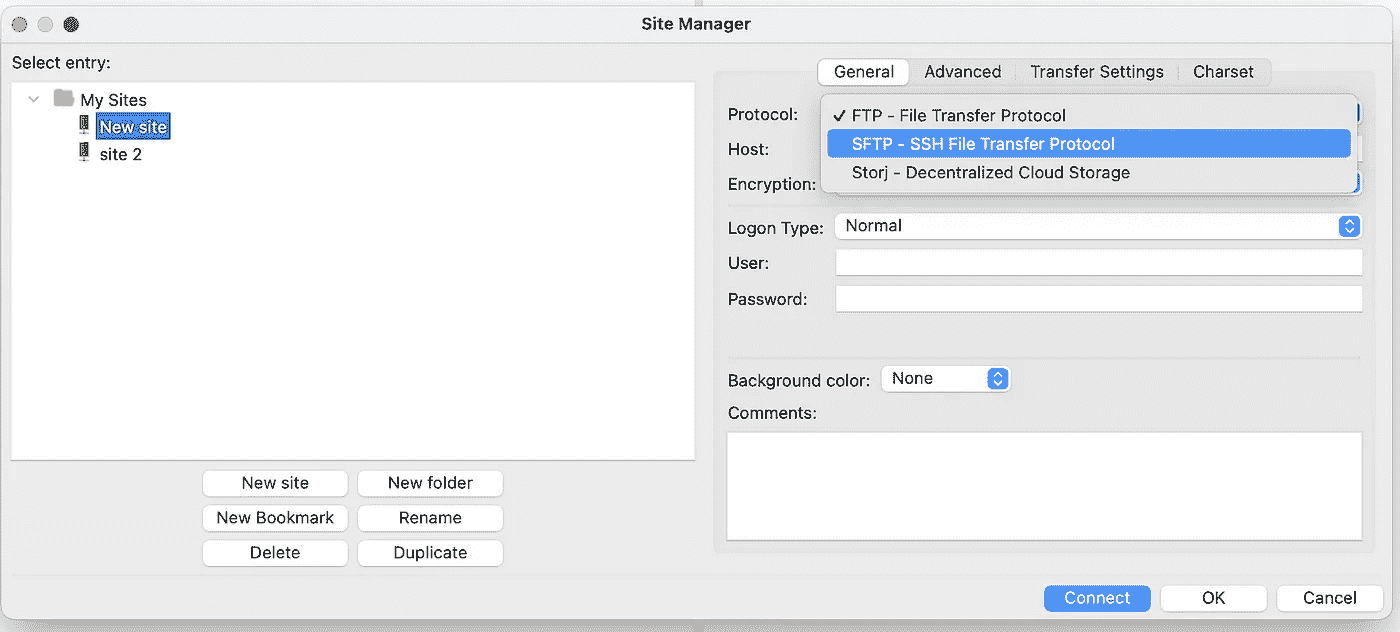 Site Manager
Select entry:
My Sites
New site
site 2
New site
New folder
New Bookmark
Rename
Delete
Duplicate
General
Advanced
Transfer Settings
Charset
Protocol:
✓ FTP - File Transfer Protocol
SFTP - SSH File Transfer Protocol
Storj - Decentralized Cloud Storage
Host:
Encryption:
Logon Type:
Normal
User:
Password:
Background color:
None
Comments:
Connect
OK
Cancel